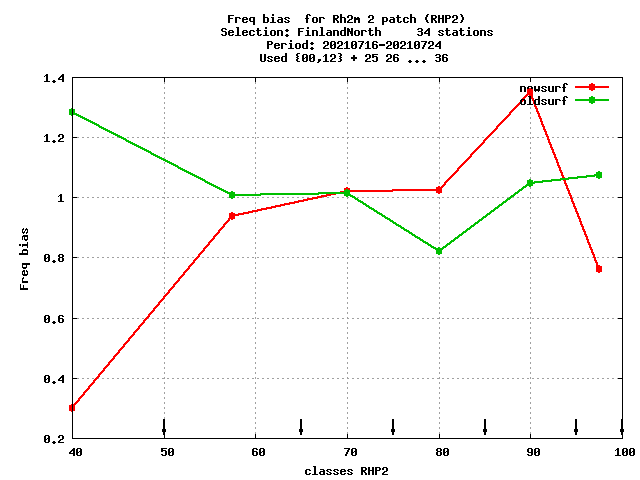 Freq bias  for Rh2m 2 patch (RHP2)
Selection: FinlandNorth     34 stations
Period: 20210716-20210724
Used {00,12} + 25 26 ... 36
newsurf
oldsurf
1.4
1.2
1
0.8
0.6
0.4
0.2
Freq bias
40 50 60 70 80 90 100
classes RHP2